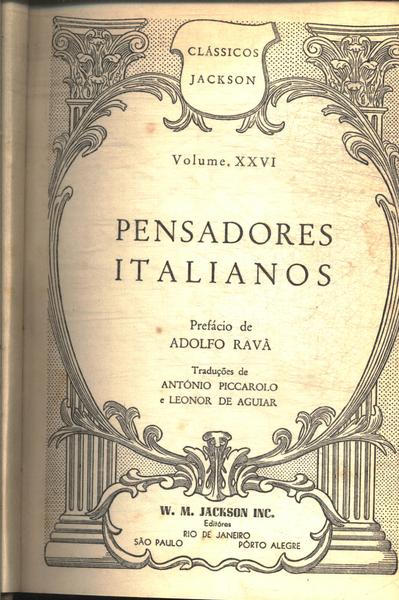 CLÁSSICOS
JACKSON
Volume. XXVI
PENSADORES
ITALIANOS
Prefácio de
ADOLFO RAVÂ
Traduções de
ANTÓNIO PICCAROLO
e LEONOR DE AGUIAR
W. M. JACKSON INC.
Editôres
RIO DE JANEIRO
SÃO PAULO PÔRTO ALEGRE